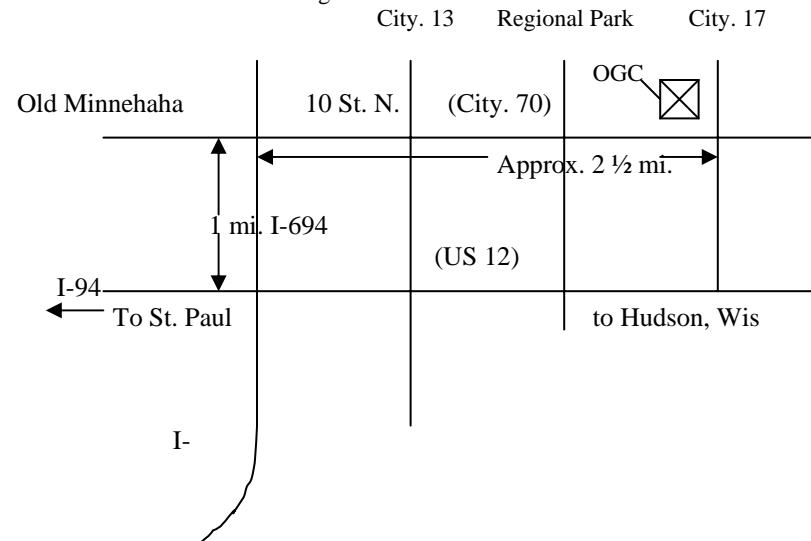 City. 13 Regional Park City. 17
OGC
Old Minnehaha 10 St. N. (City. 70)
Approx. 2 ½ mi.
1 mi. I-694
(US 12)
I-94
To St. Paul to Hudson, Wis
I-